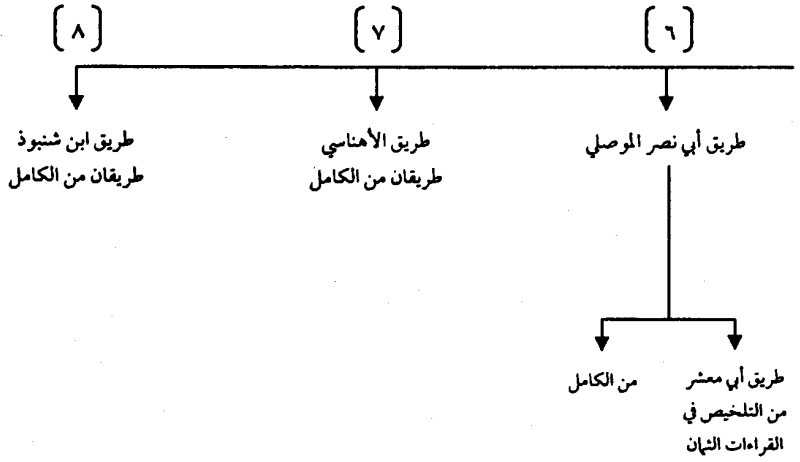 [٦]
[٧]
[٨]
طريق أبي نصر الموصلي
طريق الأهناسي
طريقان من الكامل
طريق ابن شنبوذ
طريقان من الكامل
طريق أبي معشر
من التلخيص في
القراءات الثمان
من الكامل